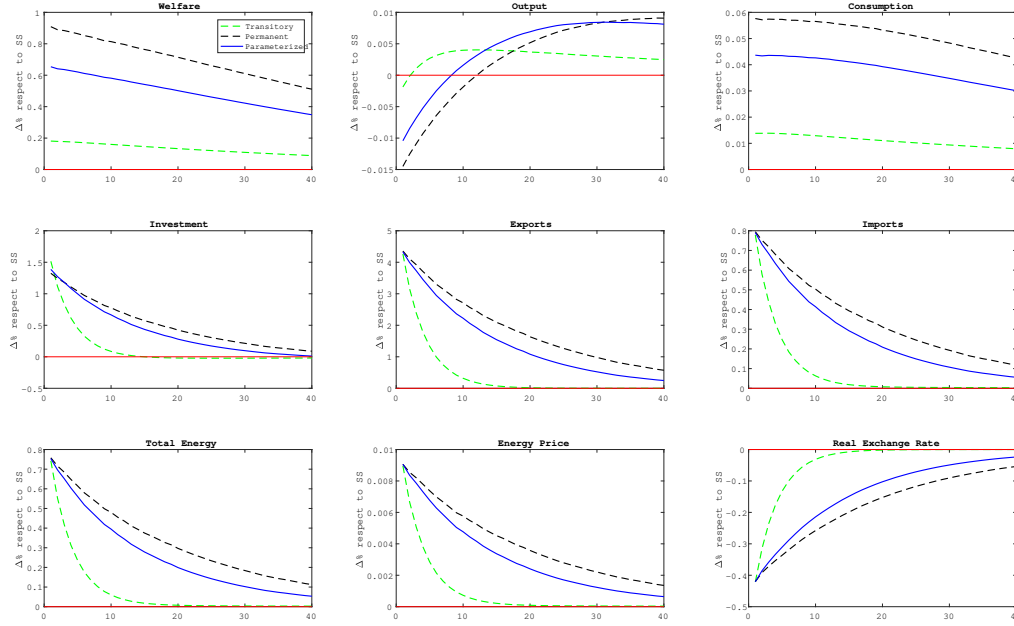 Welfare
Δ% respect to SS
1
0.8
0.6
0.4
0.2
0
0 10 20 30 40
Transitory
Permanent
Parameterized
Output
Δ% respect to SS
0.01
0.005
0
-0.005
-0.01
-0.015
0 10 20 30 40
Consumption
Δ% respect to SS
0.06
0.05
0.04
0.03
0.02
0.01
0
0 10 20 30 40
Investment
Δ% respect to SS
2
1.5
1
0.5
0
-0.5
0 10 20 30 40
Exports
Δ% respect to SS
5
4
3
2
1
0
0 10 20 30 40
Imports
Δ% respect to SS
0.8
0.7
0.6
0.5
0.4
0.3
0.2
0.1
0
0 10 20 30 40
Total Energy
Δ% respect to SS
0.8
0.7
0.6
0.5
0.4
0.3
0.2
0.1
0
0 10 20 30 40
Energy Price
Δ% respect to SS
0.01
0.008
0.006
0.004
0.002
0
0 10 20 30 40
Real Exchange Rate
Δ% respect to SS
0
-0.1
-0.2
-0.3
-0.4
-0.5
0 10 20 30 40